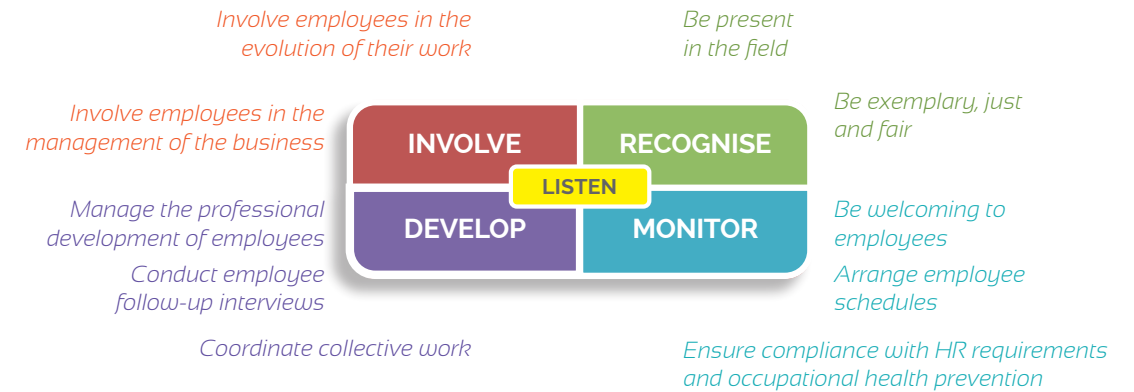 Involve employees in the
evolution of their work
Be present
in the field
Involve employees in the
management of the business
Be exemplary, just
and fair
INVOLVE
RECOGNISE
LISTEN
DEVELOP
MONITOR
Manage the professional
development of employees
Conduct employee
follow-up interviews
Coordinate collective work
Be welcoming to
employees
Arrange employee
schedules
Ensure compliance with HR requirements
and occupational health prevention